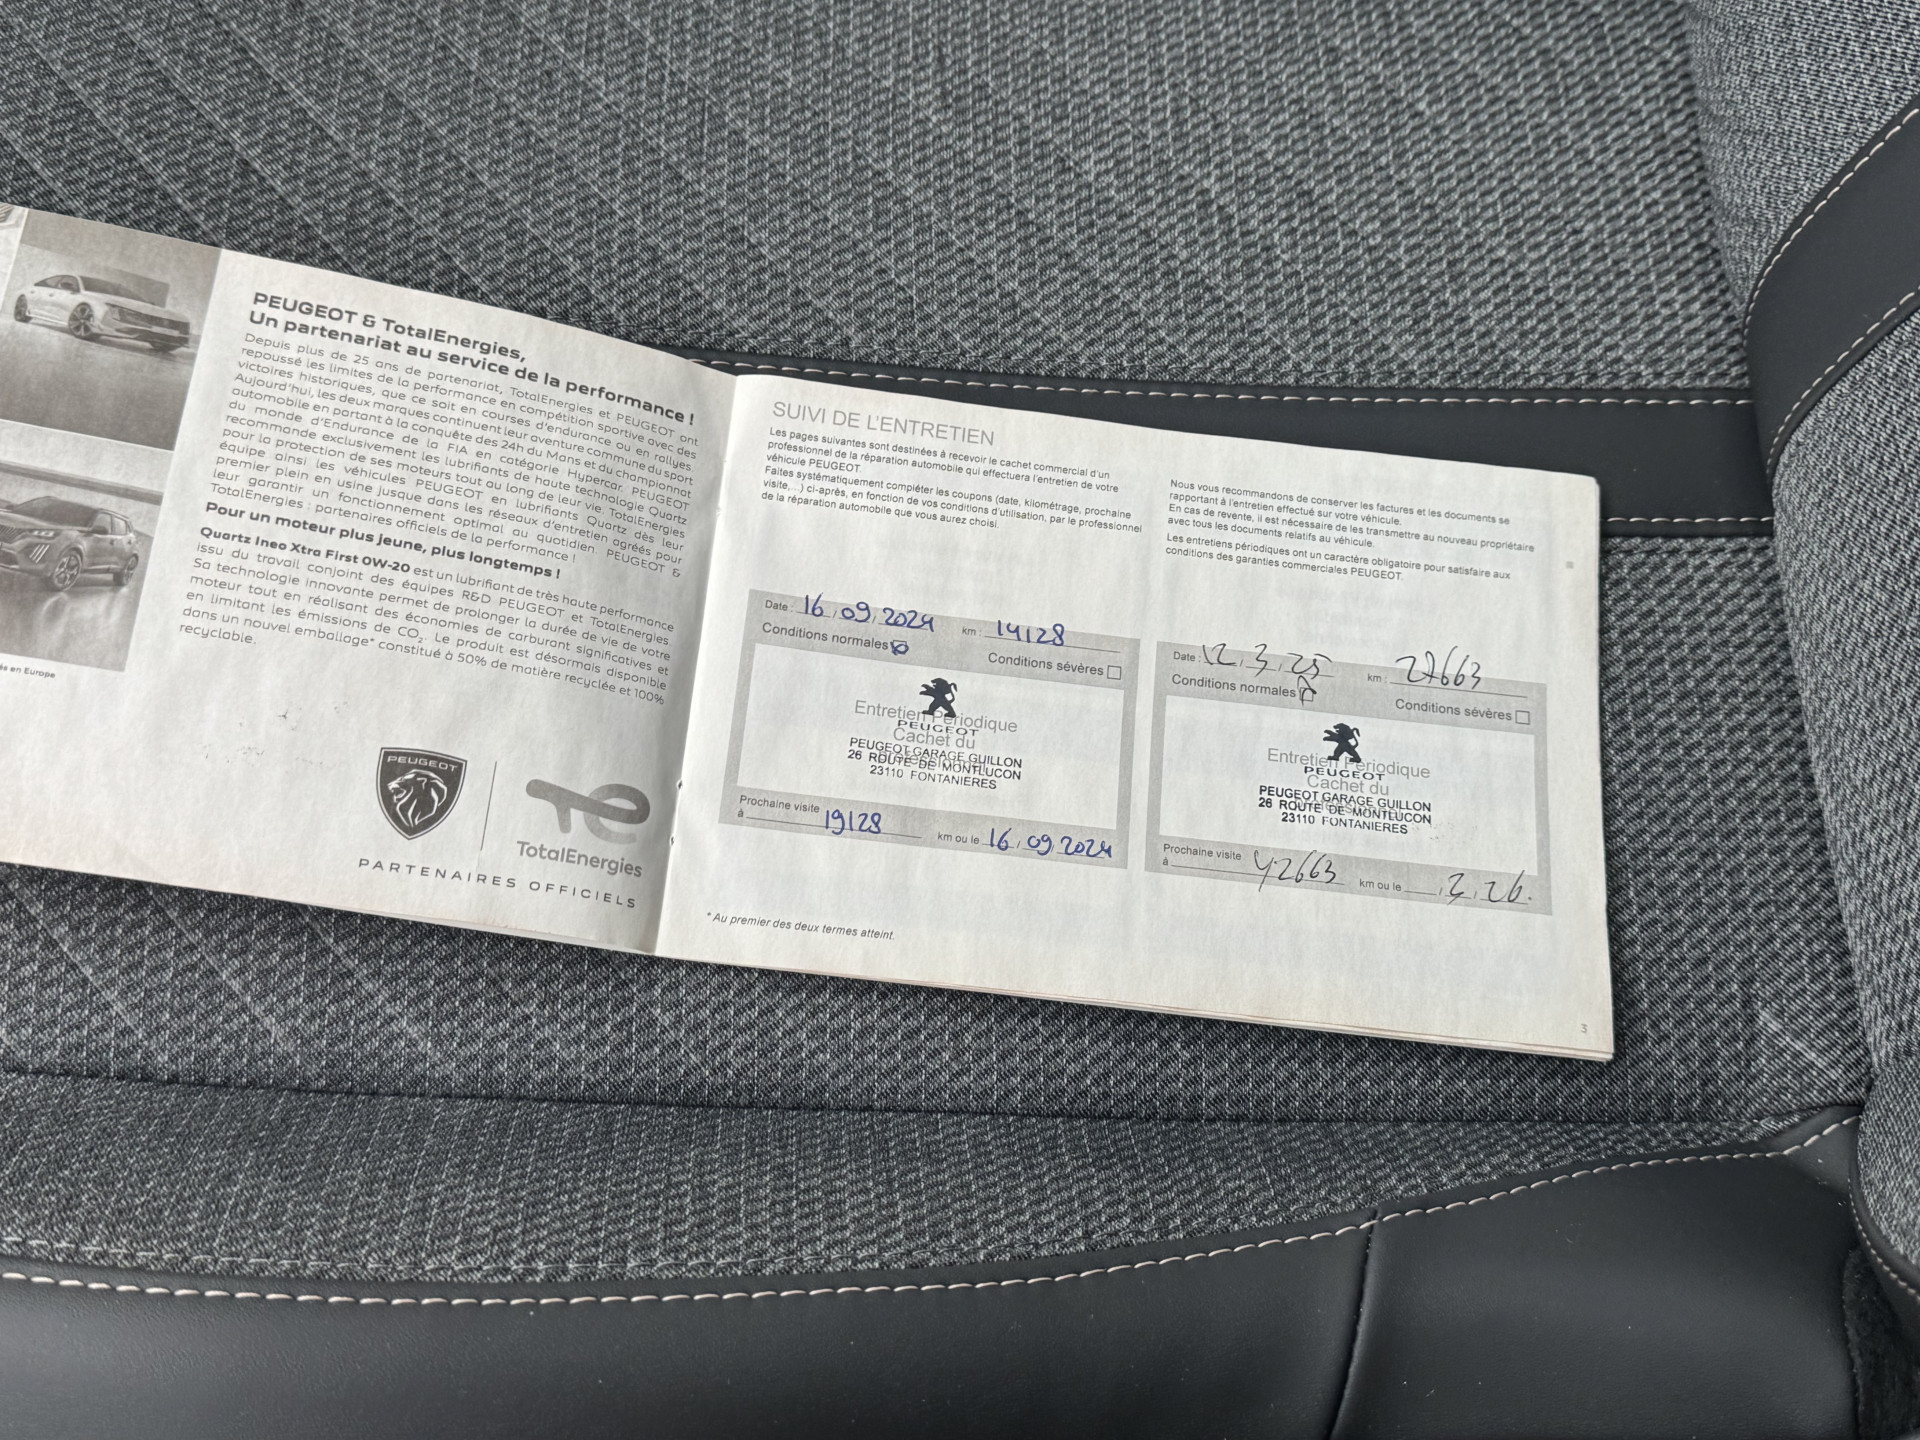 PEUGEOT & TotalEnergies,
Un partenariat au service de la performance !
Depuis plus de 25 ans de partenariat, TotalEnergies et PEUGEOT ont
repoussé les limites de la performance en compétition sportive avec des
victoires historiques, que ce soit en courses d'endurance ou en rallyes.
Aujourd'hui, les deux marques continuent leur aventure commune du sport
automobile en partant à la conquête des 24h du Mans et du championnat
du monde d'Endurance de la FIA en catégorie Hypercar. PEUGEOT
recommande exclusivement les lubrifiants de haute technologie Quartz
pour la protection de ses moteurs tout au long de leur vie. TotalEnergies
équipe ainsi les véhicules PEUGEOT en lubrifiants Quartz dès leur
premier plein en usine jusque dans les réseaux d'entretien agréés pour
leur garantir un fonctionnement optimal au quotidien. PEUGEOT &
TotalEnergies : partenaires officiels de la performance !
Pour un moteur plus jeune, plus longtemps !
Quartz Ineo Xtra First 0W-20 est un lubrifiant de très haute performance
issu du travail conjoint des équipes R&D PEUGEOT et TotalEnergies.
Sa technologie innovante permet de prolonger la durée de vie de votre
moteur tout en réalisant des économies de carburant significatives et
en limitant les émissions de CO₂. Le produit est désormais disponible
dans un nouvel emballage* constitué à 50% de matière recyclée et 100%
recyclable.
en Europe
PEUGEOT
TotalEnergies
PARTENAIRES OFFICIELS
SUIVI DE L'ENTRETIEN
Les pages suivantes sont destinées à recevoir le cachet commercial d'un
professionnel de la réparation automobile qui effectuera l'entretien de votre
véhicule PEUGEOT.
Faites systématiquement compléter les coupons (date, kilométrage, prochaine
visite,...) ci-après, en fonction de vos conditions d'utilisation, par le professionnel
de la réparation automobile que vous aurez choisi.
Nous vous recommandons de conserver les factures et les documents se
rapportant à l'entretien effectué sur votre véhicule.
En cas de revente, il est nécessaire de les transmettre au nouveau propriétaire
avec tous les documents relatifs au véhicule.
Les entretiens périodiques ont un caractère obligatoire pour satisfaire aux
conditions des garanties commerciales PEUGEOT.
Date : 16, 09, 2024 km : 14128
Conditions normales Conditions sévères
Entretien Périodique
PEUGEOT
Cachet du
PEUGEOT GARAGE GUILLON
26 ROUTE DE MONTLUCON
23110 FONTANIERES
Prochaine visite
à 19128 km ou le 16, 09, 2024
Date : 12, 3, 25 km : 27663
Conditions normales Conditions sévères
Entretien Périodique
PEUGEOT
Cachet du
PEUGEOT GARAGE GUILLON
26 ROUTE DE MONTLUCON
23110 FONTANIERES
Prochaine visite
à 42663 km ou le , 3, 26.
* Au premier des deux termes atteint.
3